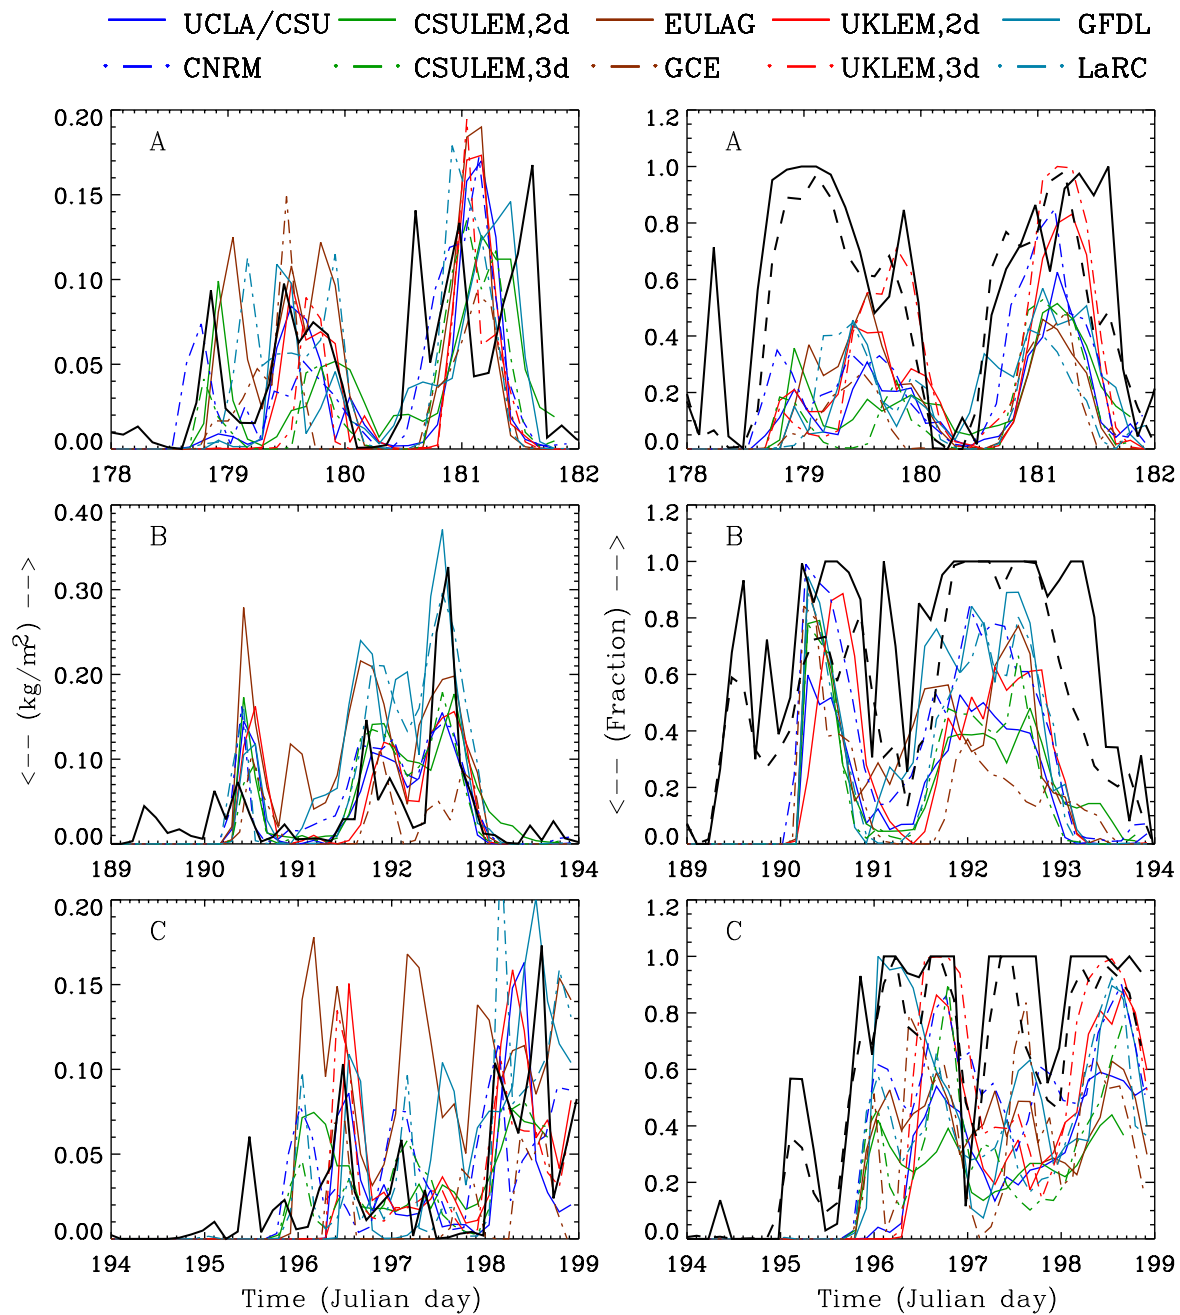 UCLA/CSU CSULEM,2d EULAG UKLEM,2d GFDL
CNRM CSULEM,3d GCE UKLEM,3d LaRC
A
0.20
0.15
0.10
0.05
0.00
178 179 180 181 182
A
1.2
1.0
0.8
0.6
0.4
0.2
0.0
178 179 180 181 182
<-- (kg/m2) -->
B
0.40
0.30
0.20
0.10
0.00
189 190 191 192 193 194
<-- (Fraction) -->
B
1.2
1.0
0.8
0.6
0.4
0.2
0.0
189 190 191 192 193 194
C
0.20
0.15
0.10
0.05
0.00
194 195 196 197 198 199
Time (Julian day)
C
1.2
1.0
0.8
0.6
0.4
0.2
0.0
194 195 196 197 198 199
Time (Julian day)